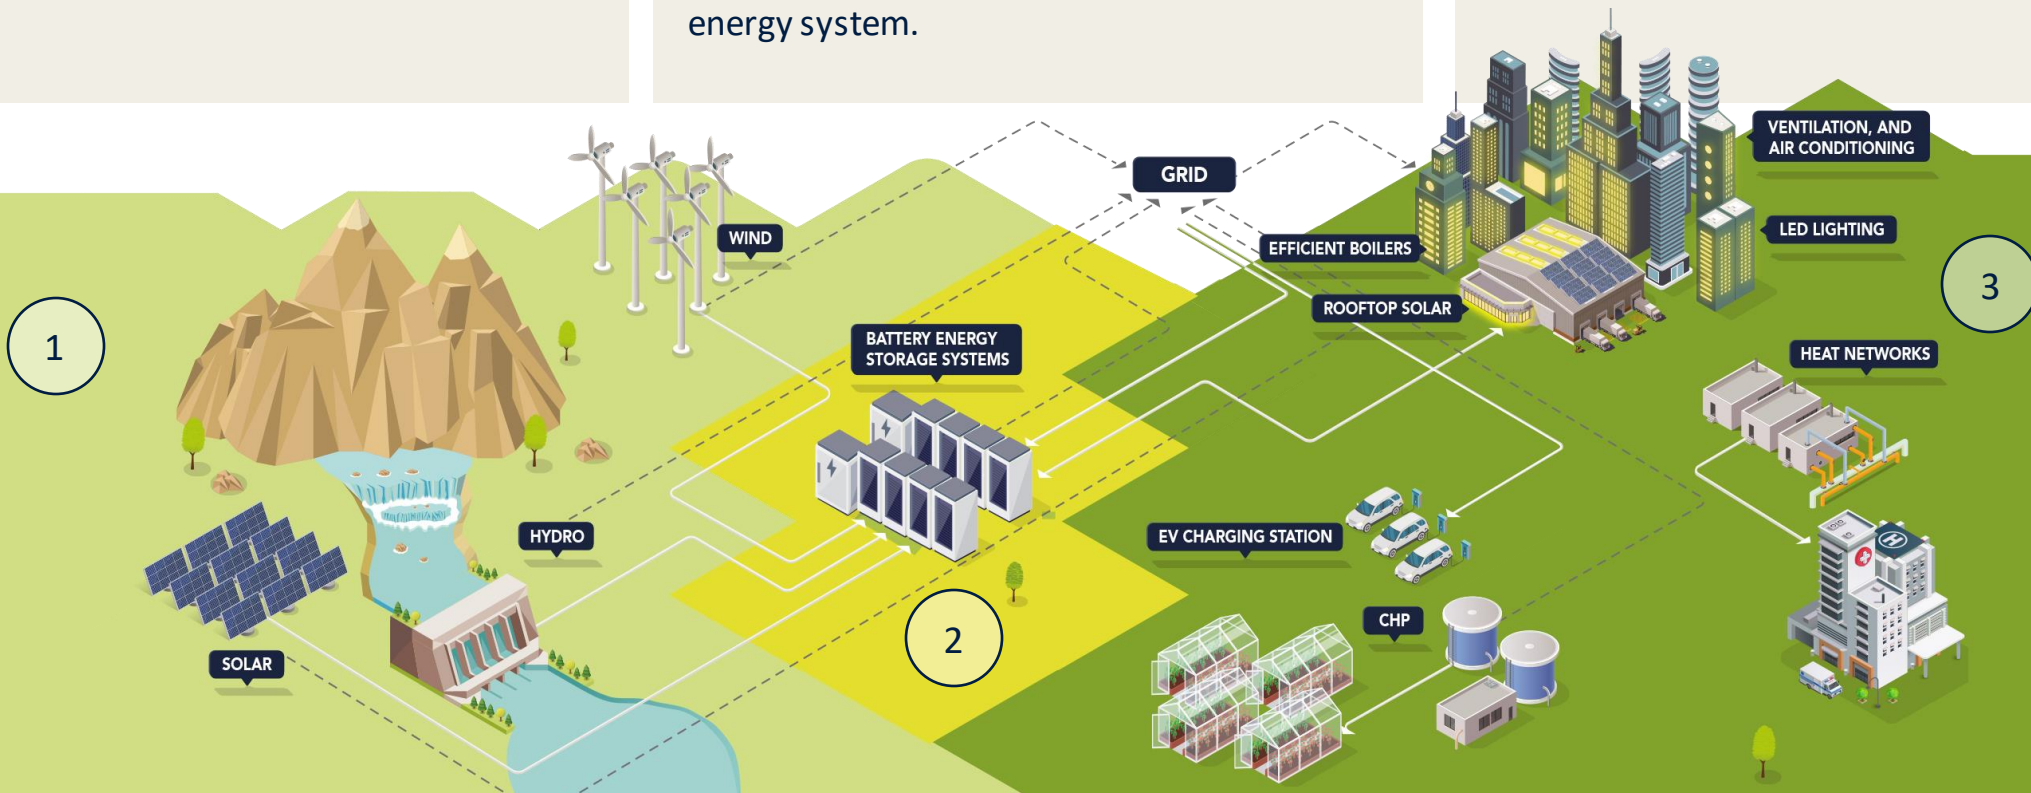 energy system.
GRID
VENTILATION, AND
AIR CONDITIONING
WIND
EFFICIENT BOILERS
LED LIGHTING
1
3
ROOFTOP SOLAR
BATTERY ENERGY
STORAGE SYSTEMS
HEAT NETWORKS
HYDRO
EV CHARGING STATION
H
2
CHP
SOLAR